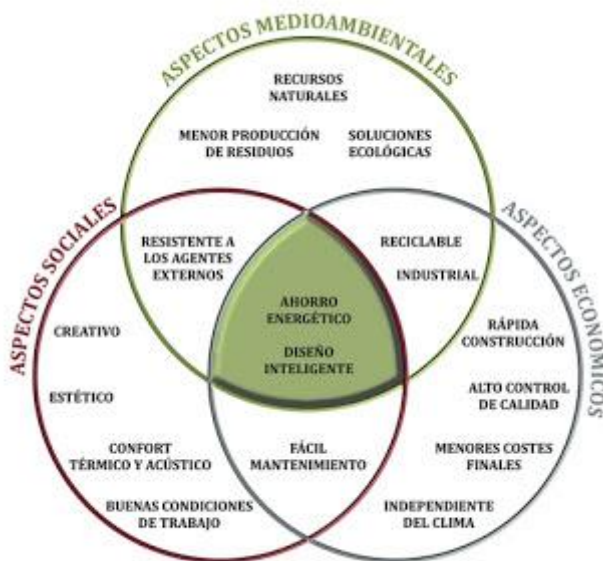 ASPECTOS MEDIOAMBIENTALES
RECURSOS
NATURALES
MENOR PRODUCCIÓN
DE RESIDUOS
SOLUCIONES
ECOLÓGICAS
ASPECTOS SOCIALES
ASPECTOS ECONÓMICOS
RESISTENTE A
LOS AGENTES
EXTERNOS
RECICLABLE
INDUSTRIAL
AHORRO
ENERGÉTICO
DISEÑO
INTELIGENTE
CREATIVO
ESTÉTICO
CONFORT
TÉRMICO Y ACÚSTICO
BUENAS CONDICIONES
DE TRABAJO
FÁCIL
MANTENIMIENTO
RÁPIDA
CONSTRUCCIÓN
ALTO CONTROL
DE CALIDAD
MENORES COSTES
FINALES
INDEPENDIENTE
DEL CLIMA